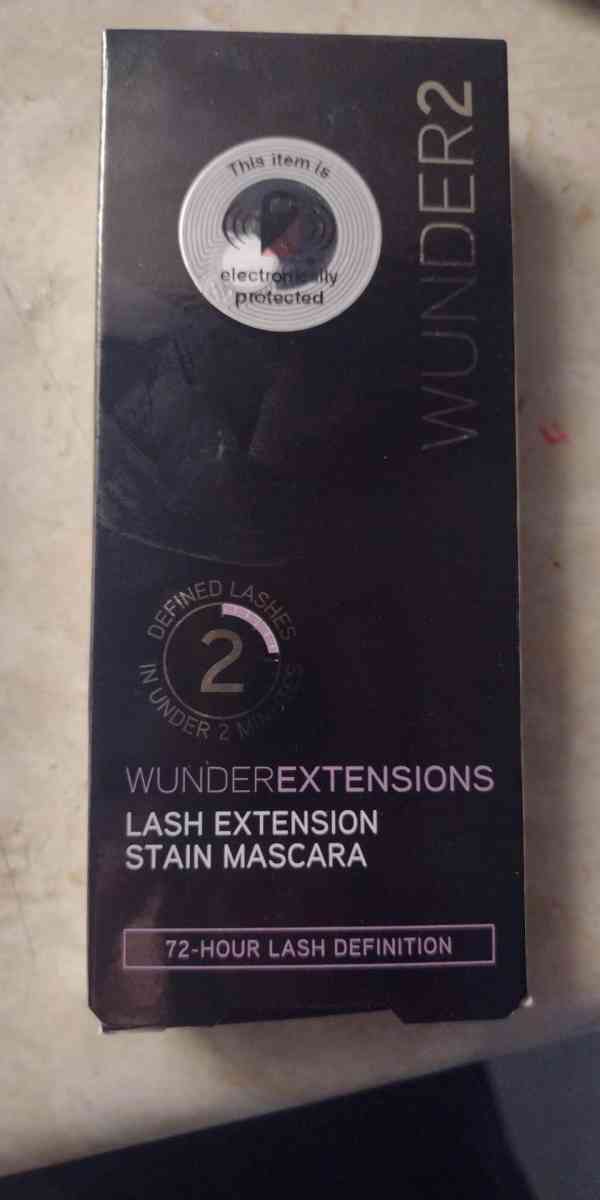 This item is
electronically
protected
WUNDER2
DEFINED LASHES
2
IN UNDER 2 MINUTES
WUNDEREXTENSIONS
LASH EXTENSION
STAIN MASCARA
72-HOUR LASH DEFINITION